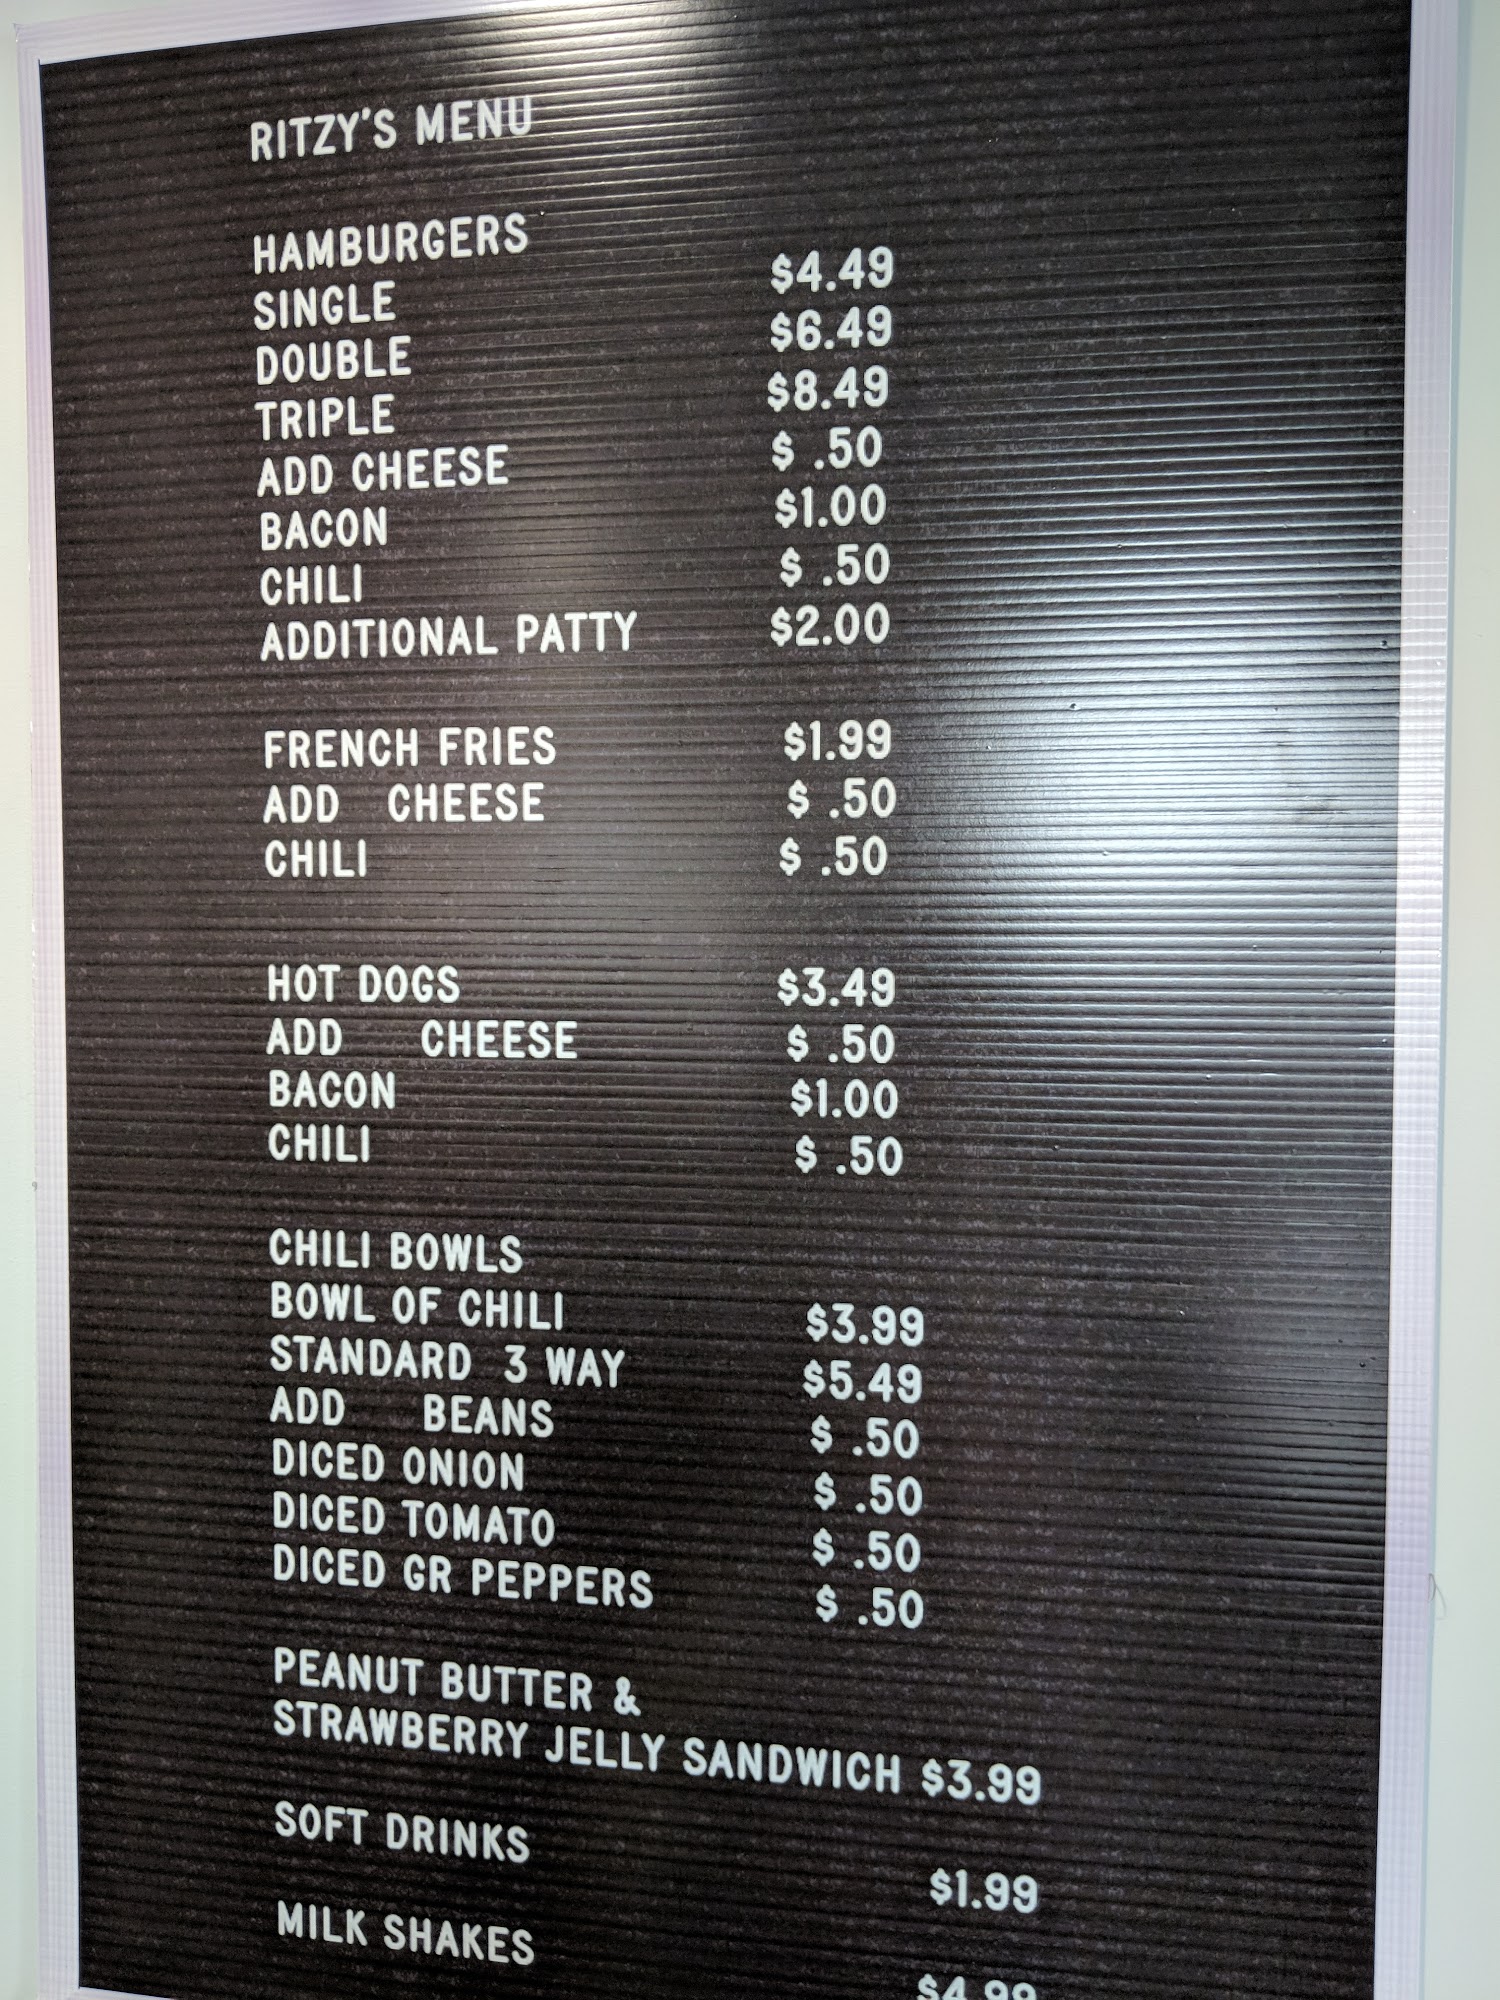 RITZY'S MENU
HAMBURGERS
SINGLE $4.49
DOUBLE $6.49
TRIPLE $8.49
ADD CHEESE $ .50
BACON $1.00
CHILI $ .50
ADDITIONAL PATTY $2.00
FRENCH FRIES $1.99
ADD CHEESE $ .50
CHILI $ .50
HOT DOGS $3.49
ADD CHEESE $ .50
BACON $1.00
CHILI $ .50
CHILI BOWLS
BOWL OF CHILI $3.99
STANDARD 3 WAY $5.49
ADD BEANS $ .50
DICED ONION $ .50
DICED TOMATO $ .50
DICED GR PEPPERS $ .50
PEANUT BUTTER &
STRAWBERRY JELLY SANDWICH $3.99
SOFT DRINKS $1.99
MILK SHAKES $4.99